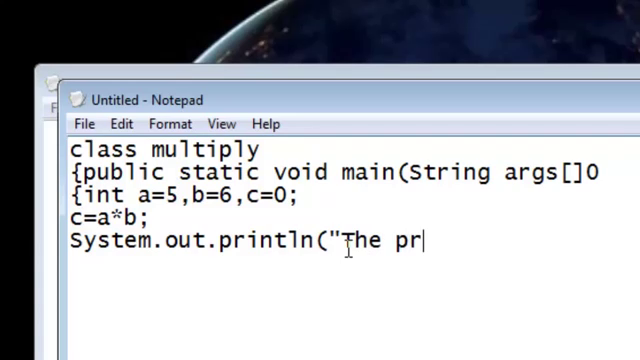 Untitled - Notepad
File Edit Format View Help
class multiply
{public static void main(String args[]0
{int a=5,b=6,c=0;
c=a*b;
System.out.println("The pr